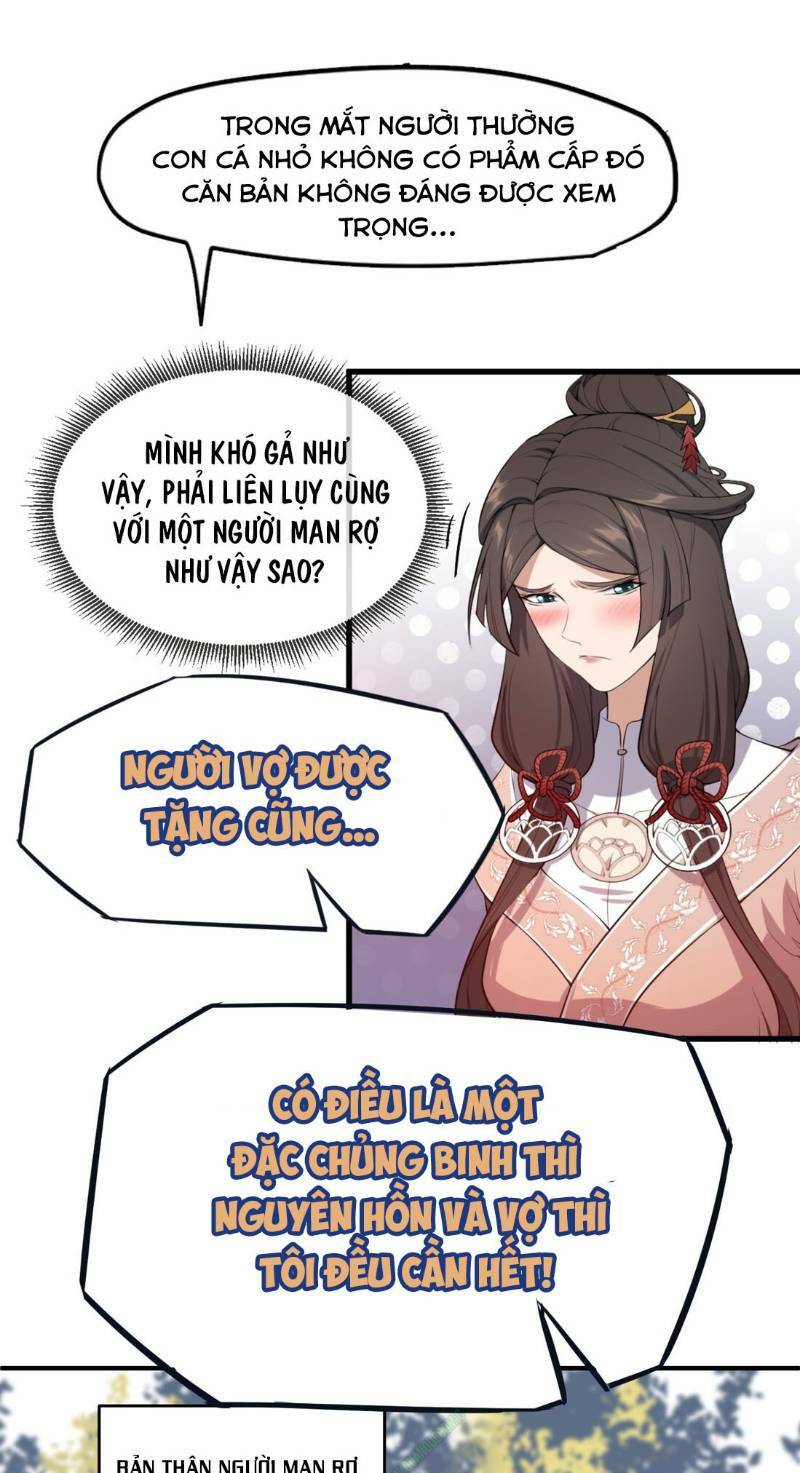 TRONG MẮT NGƯỜI THƯỜNG
CON CÁ NHỎ KHÔNG CÓ PHẨM CẤP ĐÓ
CĂN BẢN KHÔNG ĐÁNG ĐƯỢC XEM
TRỌNG...
MÌNH KHÓ GẢ NHƯ
VẬY, PHẢI LIÊN LỤY CÙNG
VỚI MỘT NGƯỜI MAN RỢ
NHƯ VẬY SAO?
NGƯỜI VỢ ĐƯỢC
TẶNG CŨNG...
CÓ ĐIỀU LÀ MỘT
ĐẶC CHỦNG BINH THÌ
NGUYÊN HỒN VÀ VỢ THÌ
TÔI ĐỀU CẦN HẾT!
BẢN THÂN NGƯỜI MAN RỢ